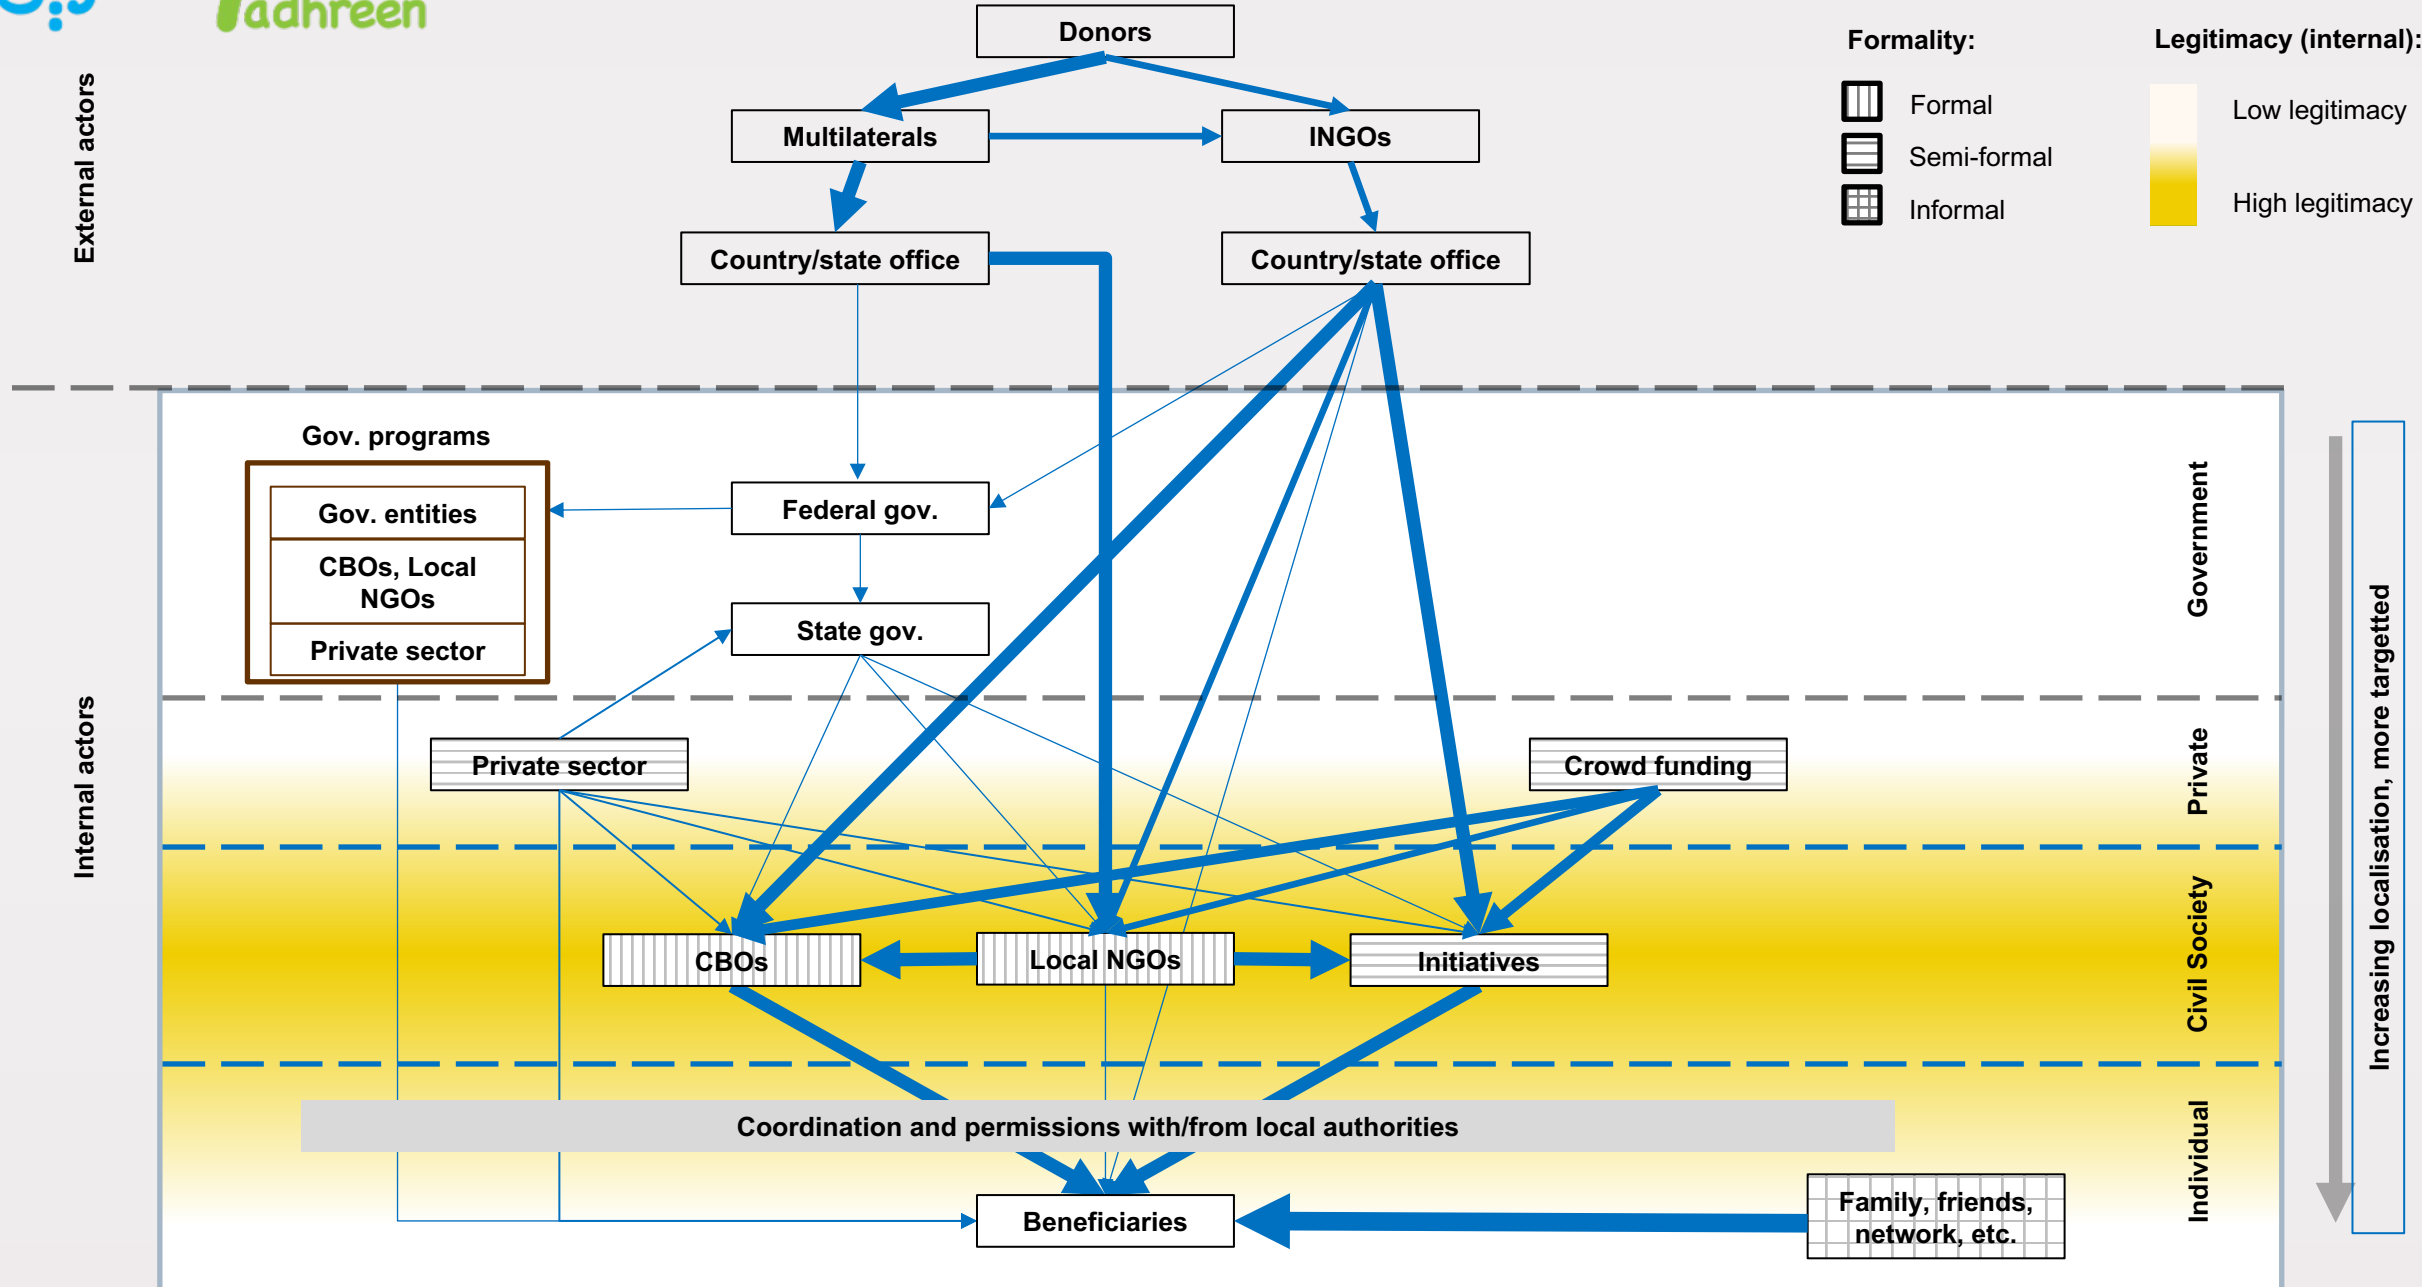 adhreen
Donors
Formality:
Legitimacy (internal):
External actors
Formal
Low legitimacy
Multilaterals
INGOs
Semi-formal
High legitimacy
Informal
Country/state office
Country/state office
Gov. programs
Gov. entities
CBOs, Local
NGOs
Private sector
Federal gov.
State gov.
Government
Increasing localisation, more targetted
Internal actors
Private sector
Crowd funding
Private
CBOs
Local NGOs
Initiatives
Civil Society
Coordination and permissions with/from local authorities
Individual
Beneficiaries
Family, friends,
network, etc.